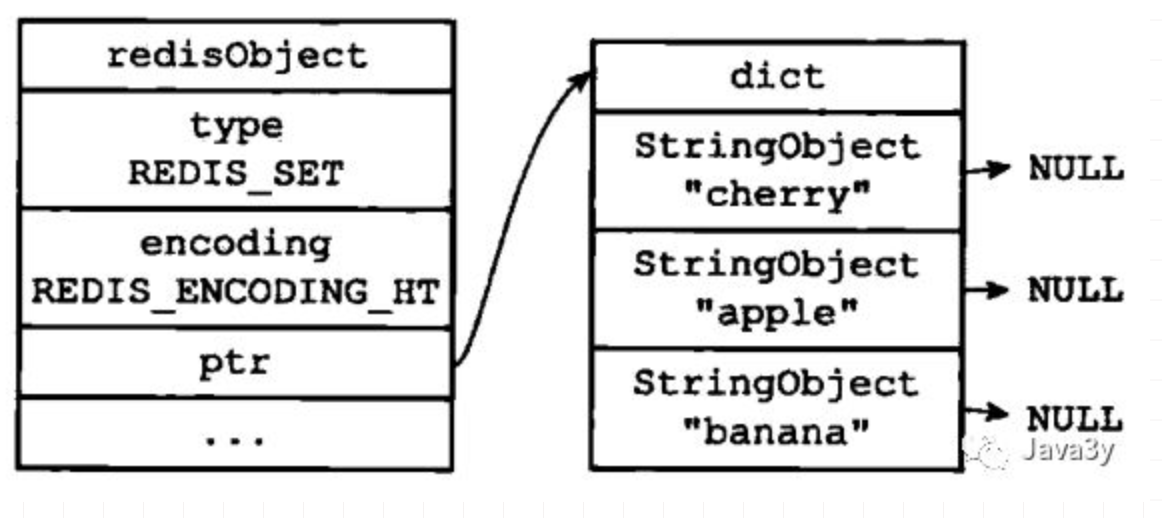 redisObject
type
REDIS_SET
encoding
REDIS_ENCODING_HT
ptr
...
dict
StringObject
"cherry"
NULL
StringObject
"apple"
NULL
StringObject
"banana"
NULL
Java3y